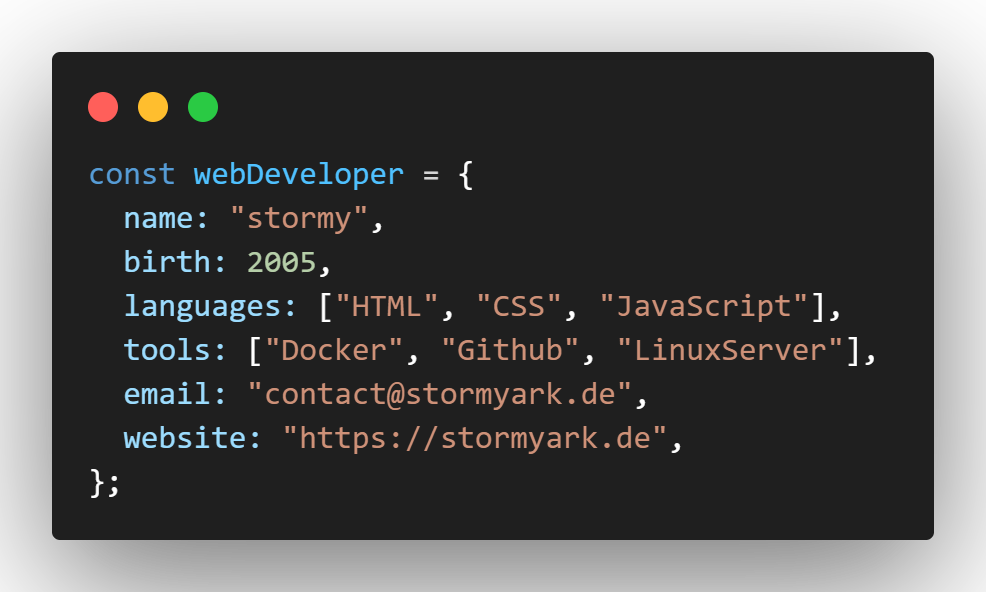 const webDeveloper = {
  name: "stormy",
  birth: 2005,
  languages: ["HTML", "CSS", "JavaScript"],
  tools: ["Docker", "Github", "LinuxServer"],
  email: "contact@stormyark.de",
  website: "https://stormyark.de",
};